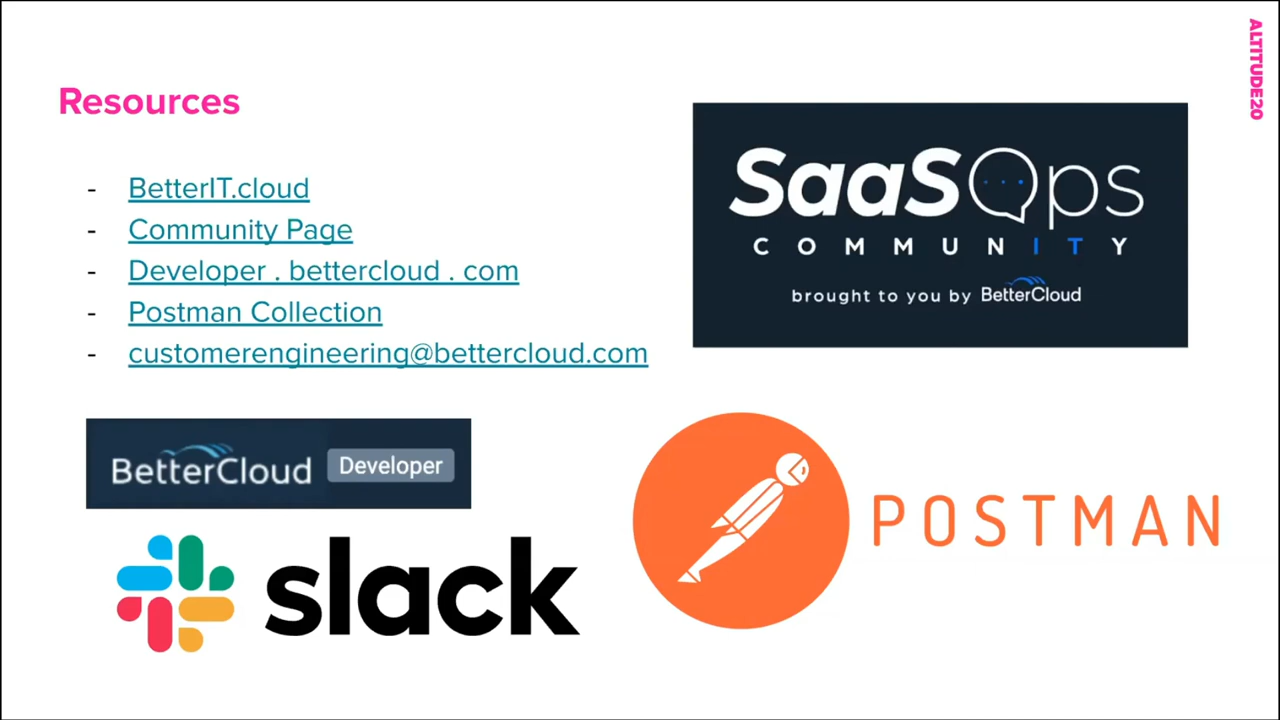 Resources
- BetterIT.cloud
- Community Page
- Developer . bettercloud . com
- Postman Collection
- customerengineering@bettercloud.com
ALTITUDE20
SaaSOps
COMMUNITY
brought to you by BetterCloud
BetterCloud Developer
slack
POSTMAN